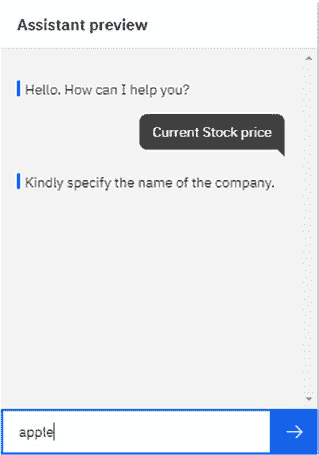 Assistant preview
Hello. How can I help you?
Current Stock price
Kindly specify the name of the company.
apple